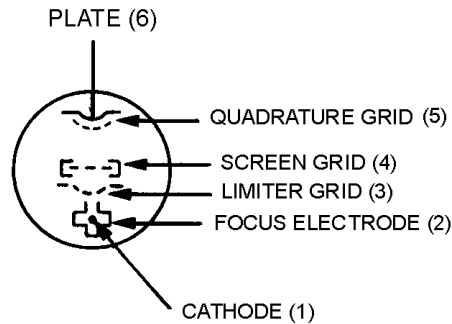 PLATE (6)
QUADRATURE GRID (5)
SCREEN GRID (4)
LIMITER GRID (3)
FOCUS ELECTRODE (2)
CATHODE (1)